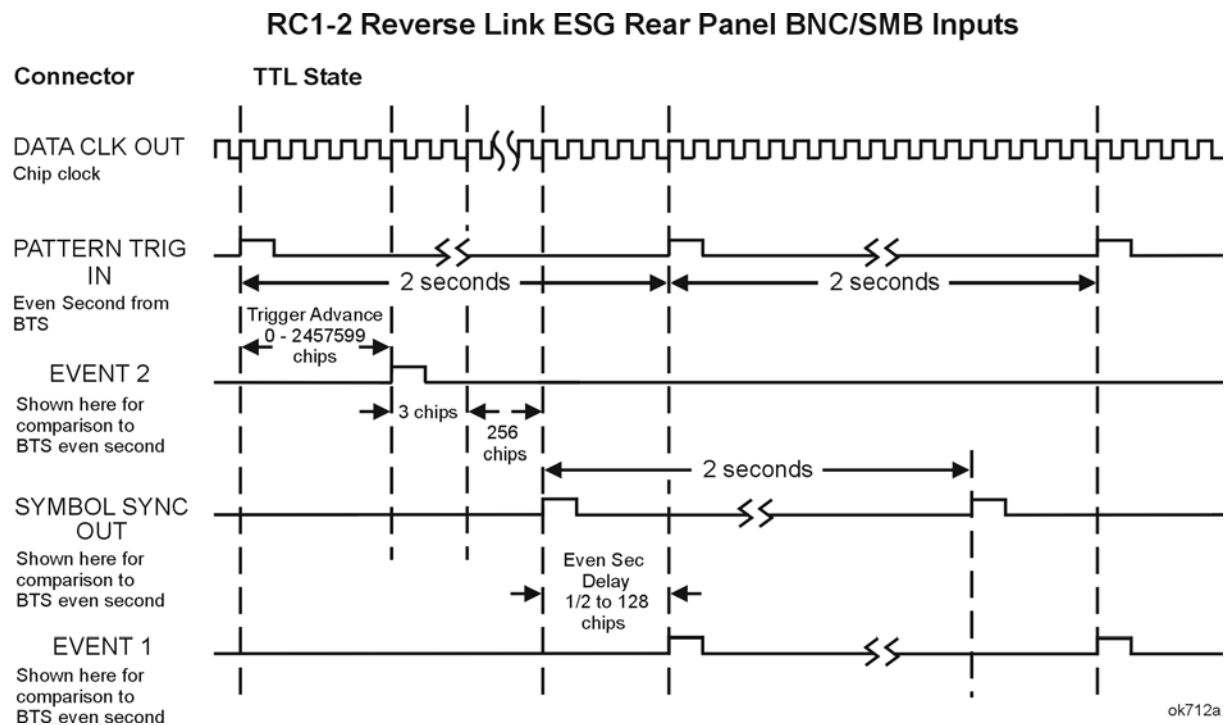 RC1-2 Reverse Link ESG Rear Panel BNC/SMB Inputs
Connector
TTL State
DATA CLK OUT
Chip clock
PATTERN TRIG
IN
Even Second from
BTS
2 seconds
2 seconds
Trigger Advance
0 - 2457599
chips
EVENT 2
Shown here for
comparison to
BTS even second
3 chips
256
chips
2 seconds
SYMBOL SYNC
OUT
Shown here for
comparison to
BTS even second
Even Sec
Delay
1/2 to 128
chips
EVENT 1
Shown here for
comparison to
BTS even second
ok712a